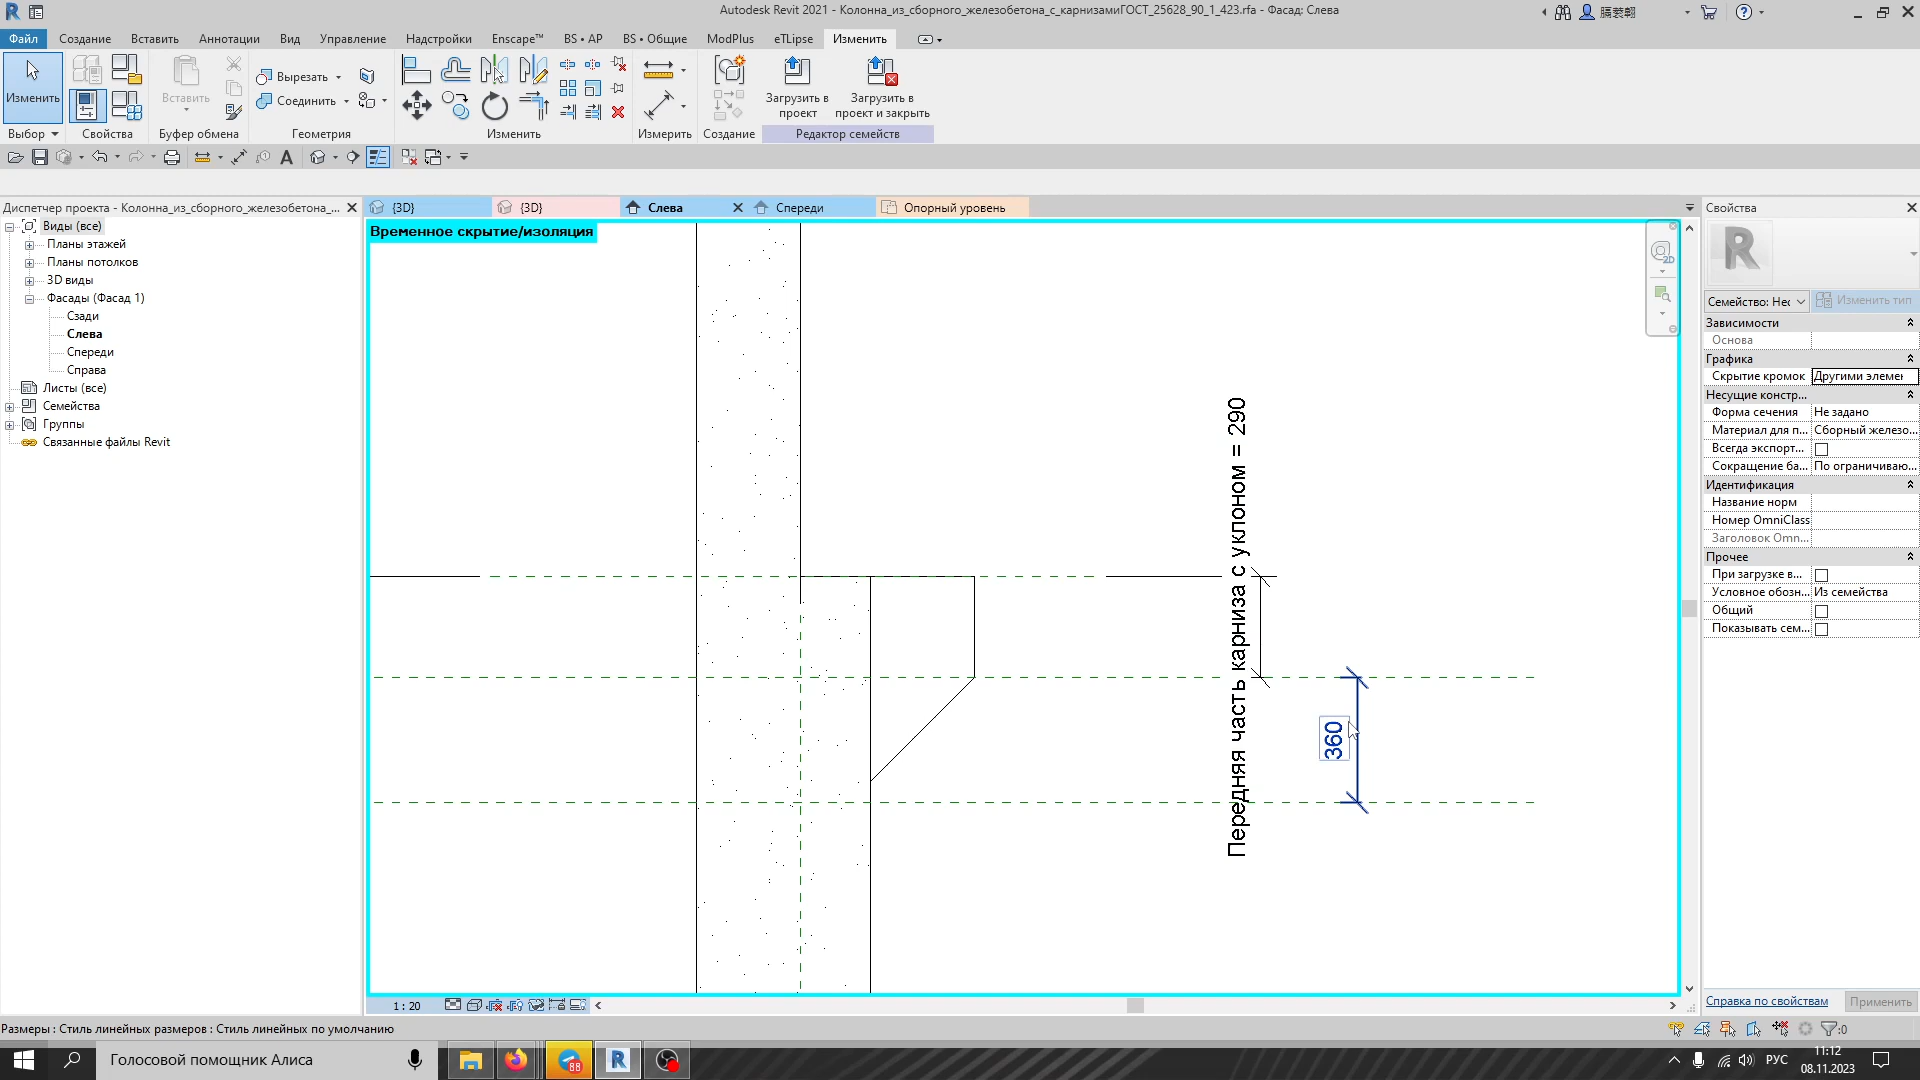 Autodesk Revit 2021 - Колонна_из_сборного_железобетона_с_карнизамиГОСТ_25628_90_1_423.rfa - Фасад: Слева
Файл Создание Вставить Аннотации Вид Управление Надстройки Enscape™ BS • АР BS • Общие ModPlus eTLipse Изменить
Изменить
Вставить
Вырезать
Соединить
Загрузить в проект
Загрузить в проект и закрыть
Выбор Свойства Буфер обмена Геометрия Изменить Измерить Создание Редактор семейств
Диспетчер проекта - Колонна_из_сборного_железобетона_...
Виды (все)
Планы этажей
Планы потолков
3D виды
Фасады (Фасад 1)
Сзади
Слева
Спереди
Справа
Листы (все)
Семейства
Группы
Связанные файлы Revit
{3D} {3D} Слева Спереди Опорный уровень
Временное скрытие/изоляция
2D
Передняя часть карниза с уклоном = 290
360
Свойства
Семейство: Нес Изменить тип
Зависимости
Основа
Графика
Скрытие кромок Другими элемен
Несущие констр...
Форма сечения Не задано
Материал для п... Сборный железо...
Всегда экспорт...
Сокращение ба... По ограничиваю...
Идентификация
Название норм
Номер OmniClass
Заголовок Omn...
Прочее
При загрузке в...
Условное обозн... Из семейства
Общий
Показывать сем...
Справка по свойствам Применить
1 : 20
Размеры : Стиль линейных размеров : Стиль линейных по умолчанию
:0
Голосовой помощник Алиса
88
РУС
11:12
08.11.2023